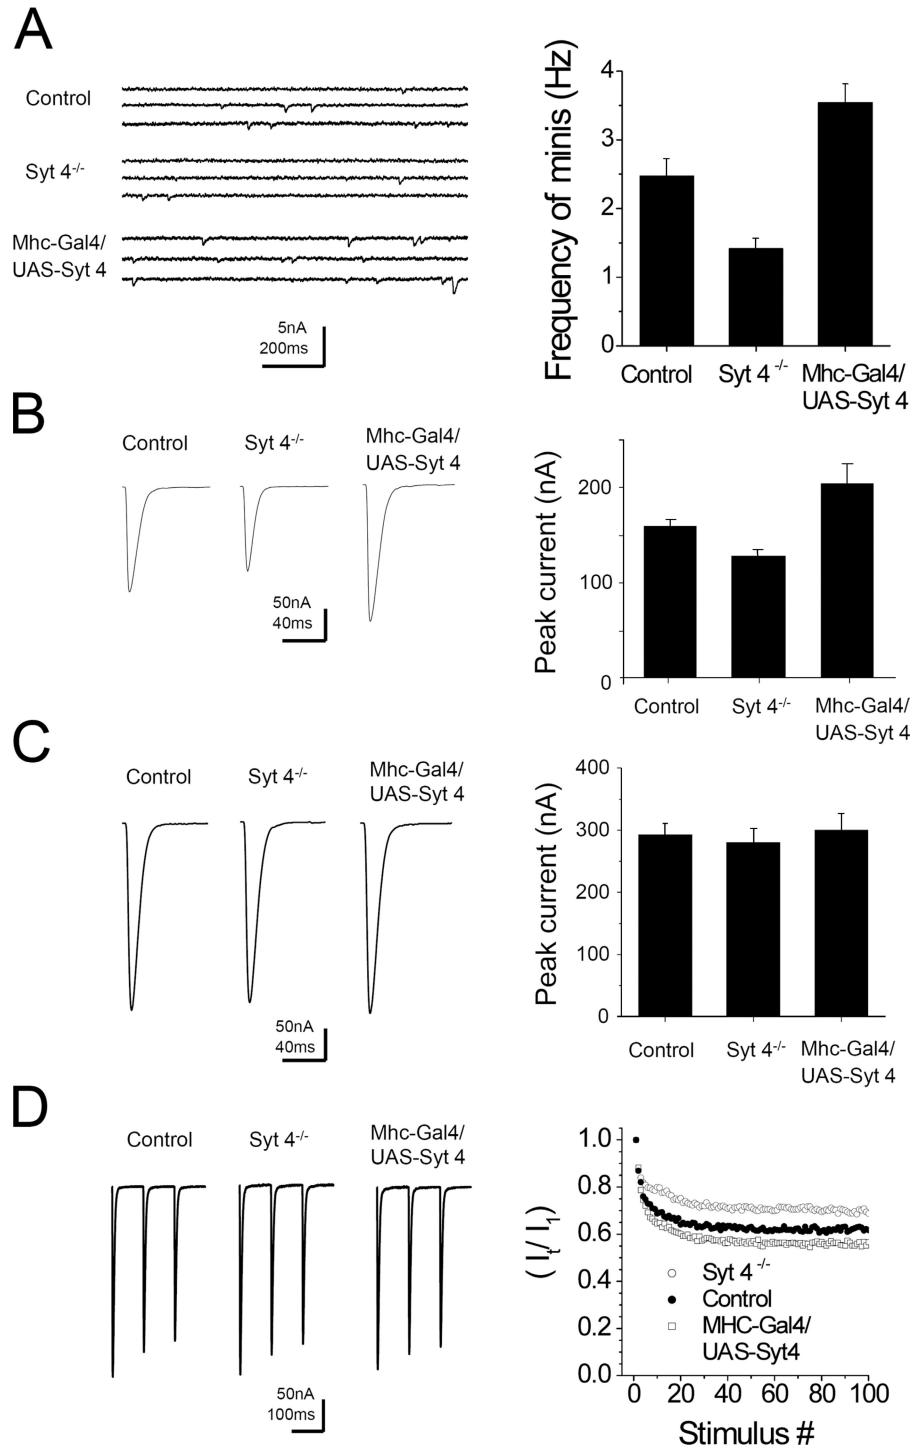 A
Control
Syt 4-/-
Mhc-Gal4/
UAS-Syt 4
5nA
200ms
Frequency of minis (Hz)
4
3
2
1
0
Control
Syt 4 -/-
Mhc-Gal4/
UAS-Syt 4
B
Control
Syt 4-/-
Mhc-Gal4/
UAS-Syt 4
50nA
40ms
Peak current (nA)
200
100
0
Control
Syt 4-/-
Mhc-Gal4/
UAS-Syt 4
C
Control
Syt 4-/-
Mhc-Gal4/
UAS-Syt 4
50nA
40ms
Peak current (nA)
400
300
200
100
0
Control
Syt 4-/-
Mhc-Gal4/
UAS-Syt 4
D
Control
Syt 4-/-
Mhc-Gal4/
UAS-Syt 4
50nA
100ms
( It/ I1)
1.0
0.8
0.6
0.4
0.2
0.0
Syt 4 -/-
Control
MHC-Gal4/
UAS-Syt4
0 20 40 60 80 100
Stimulus #